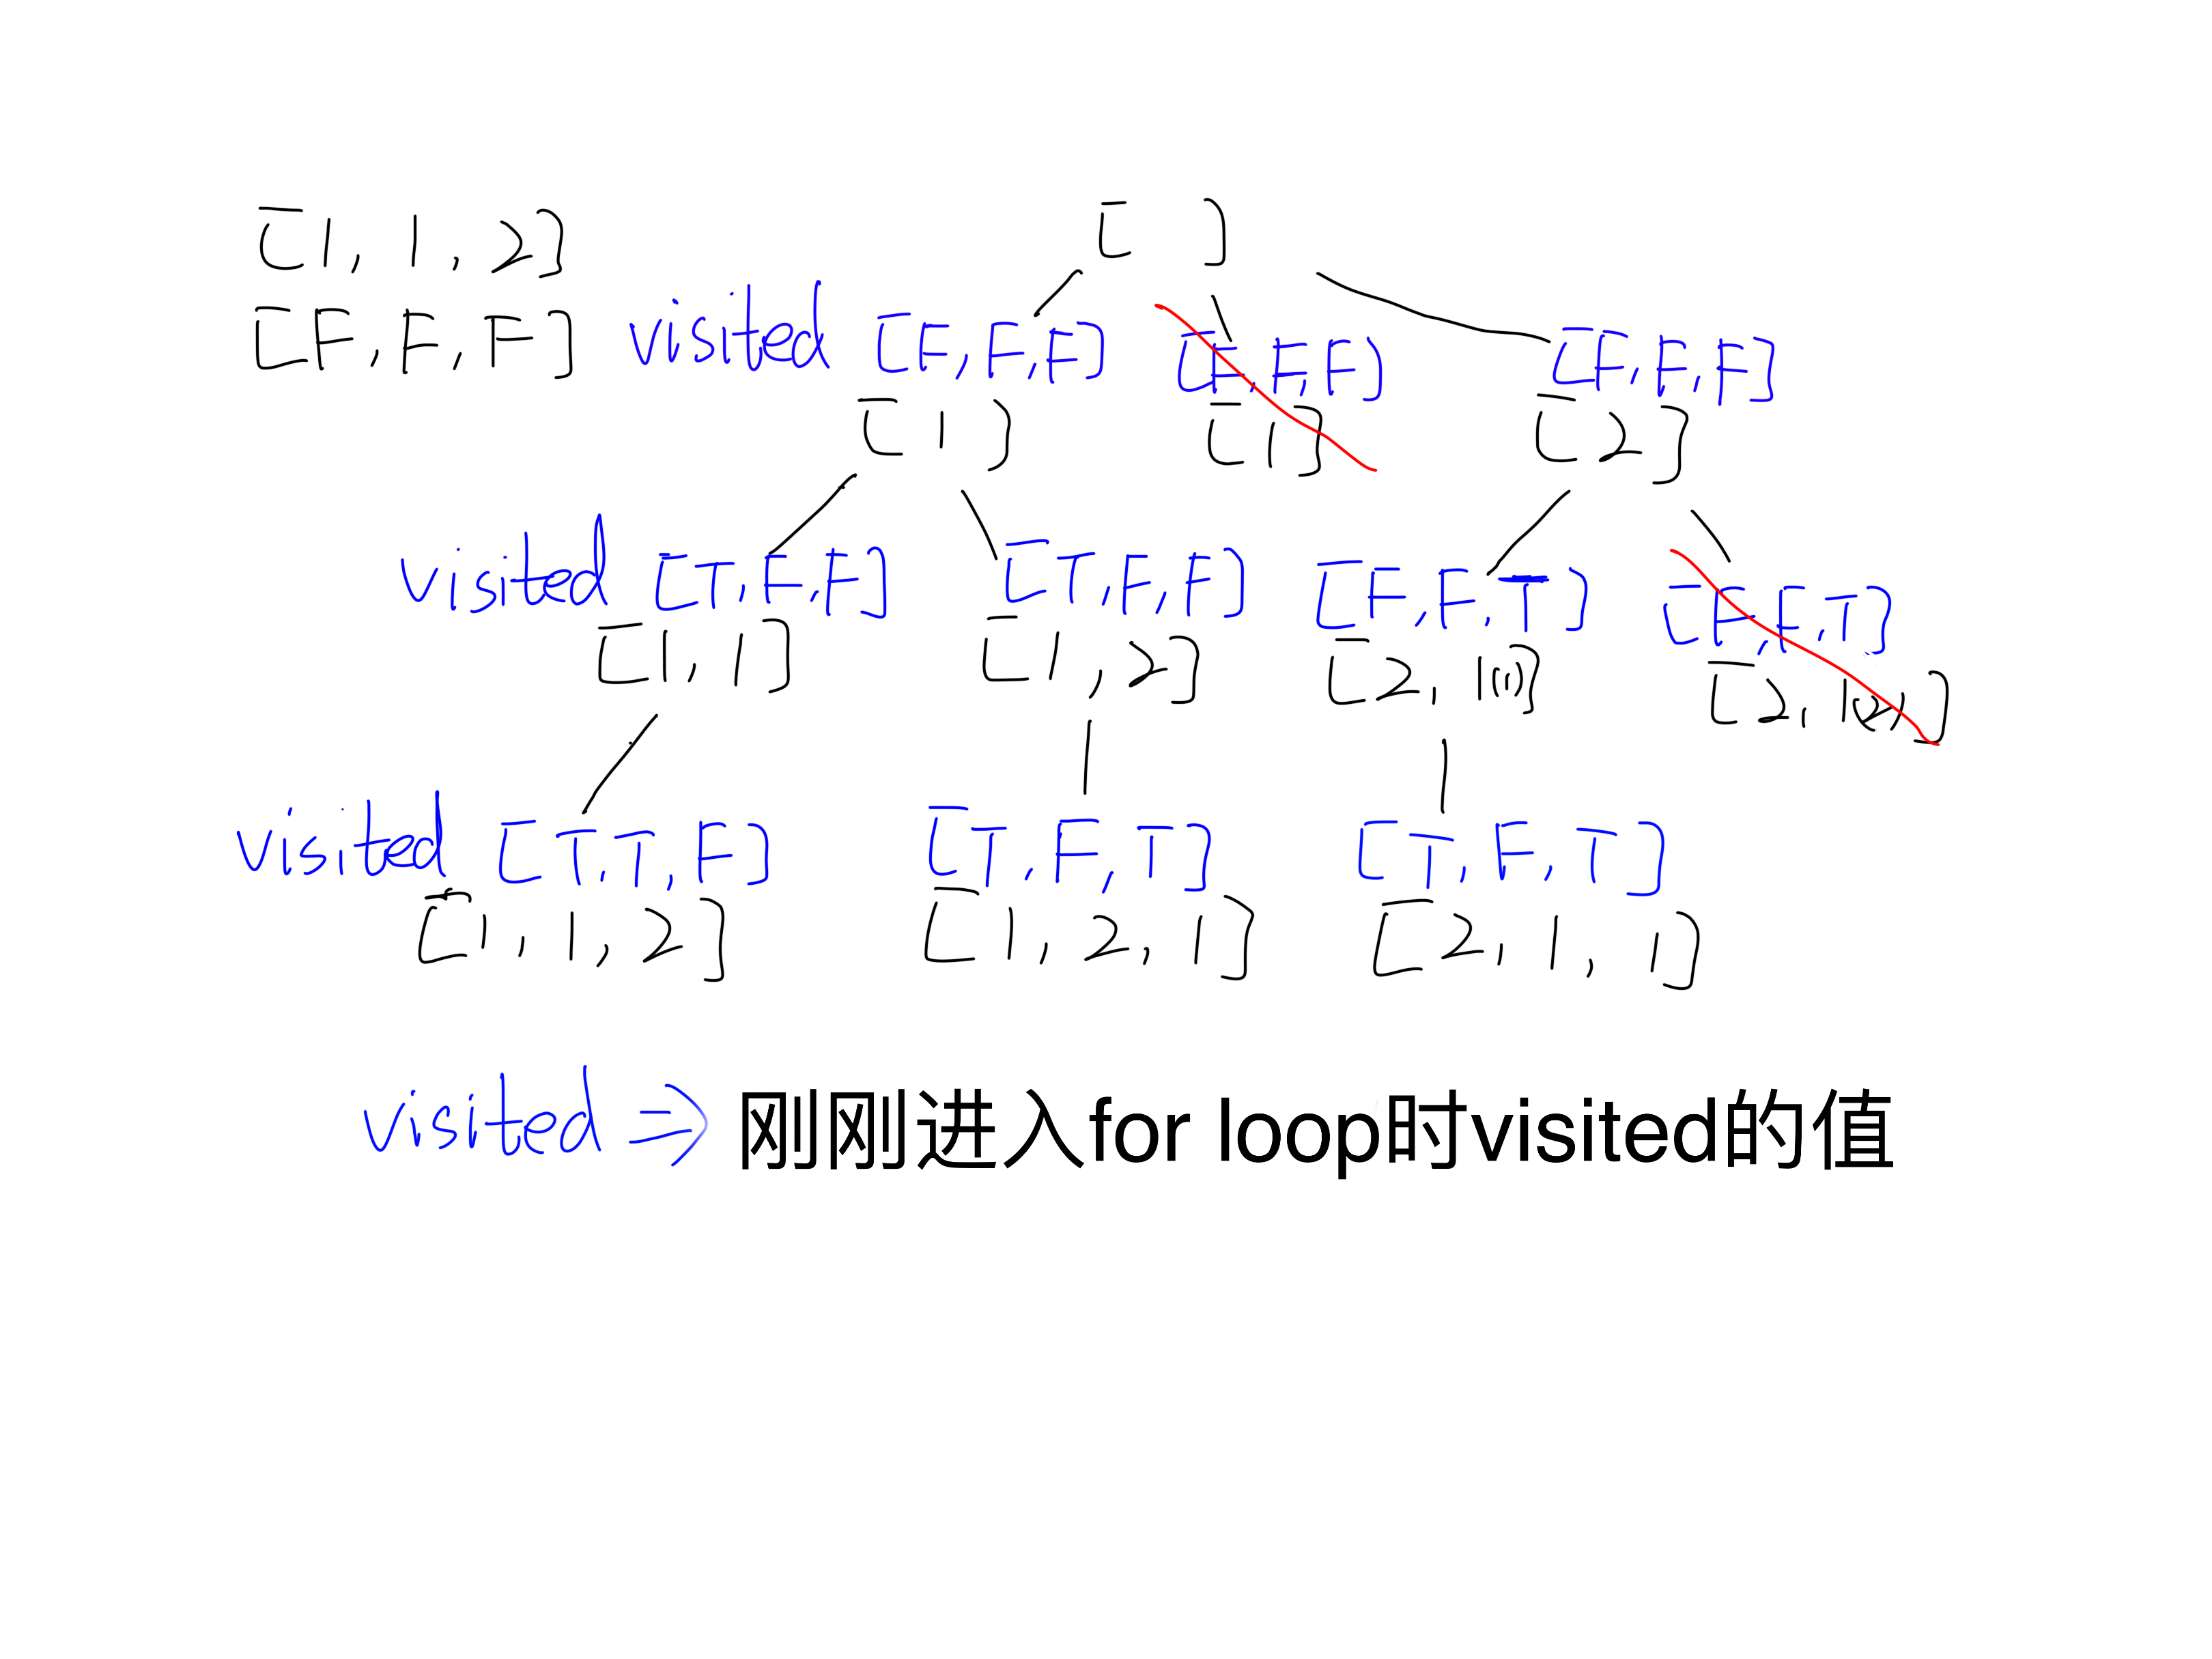 [1, 1, 2] [ ]
[F, F, F] visited [F, F, F] [F, F, F] [F, F, F]
[1] [1] [2]
visited [T, F, F] [T, F, F] [F, F, T] [F, F, T]
[1, 1] [1, 2] [2, 1(1)] [2, 1(2)]
visited [T, T, F] [T, F, T] [T, F, T]
[1, 1, 2] [1, 2, 1] [2, 1, 1]
visited => 刚刚进入for loop时visited的值